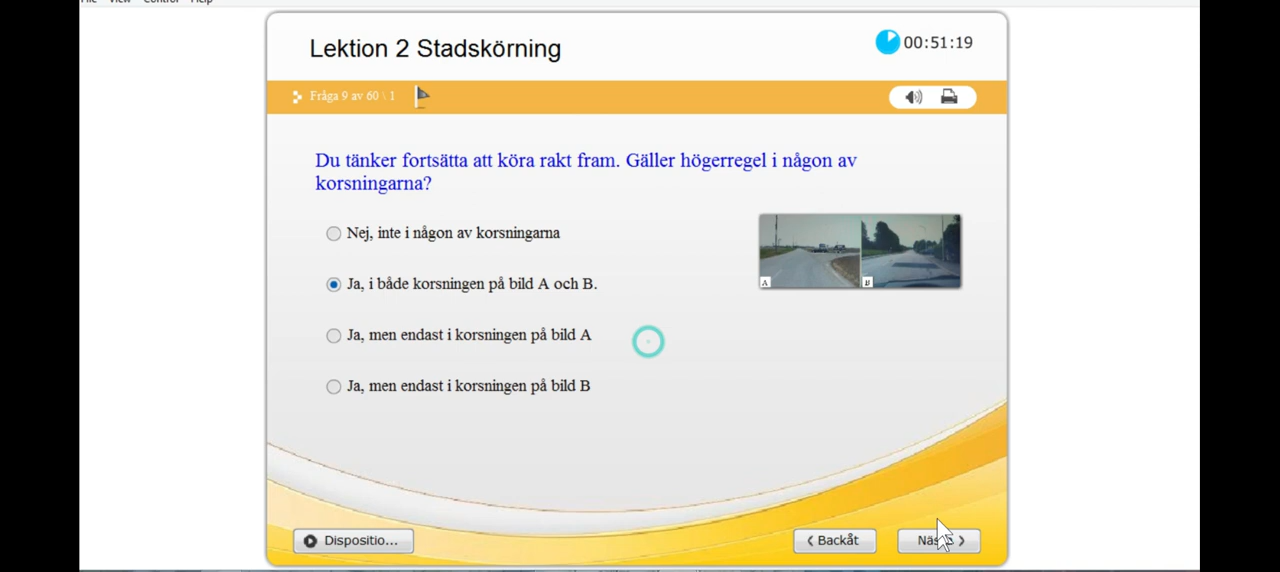 Lektion 2 Stadskörning
00:51:19
Fråga 9 av 60 \ 1
Du tänker fortsätta att köra rakt fram. Gäller högerregel i någon av
korsningarna?
Nej, inte i någon av korsningarna
Ja, i både korsningen på bild A och B.
Ja, men endast i korsningen på bild A
Ja, men endast i korsningen på bild B
A
B
Dispositio...
Backåt